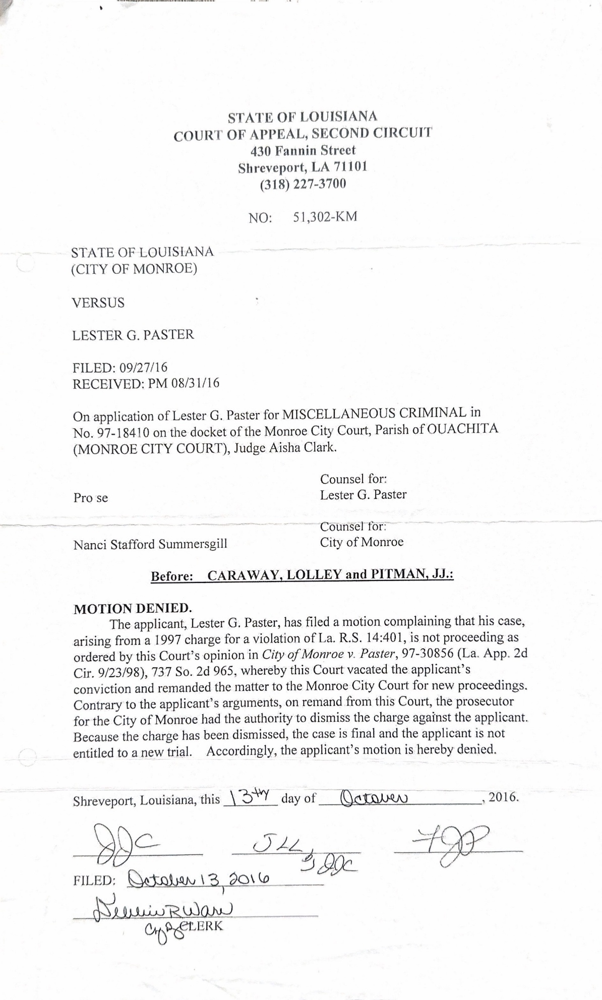 STATE OF LOUISIANA
COURT OF APPEAL, SECOND CIRCUIT
430 Fannin Street
Shreveport, LA 71101
(318) 227-3700
NO: 51,302-KM
STATE OF LOUISIANA
(CITY OF MONROE)
VERSUS
LESTER G. PASTER
FILED: 09/27/16
RECEIVED: PM 08/31/16
On application of Lester G. Paster for MISCELLANEOUS CRIMINAL in
No. 97-18410 on the docket of the Monroe City Court, Parish of OUACHITA
(MONROE CITY COURT), Judge Aisha Clark.
Counsel for:
Pro se Lester G. Paster
Counsel for:
Nanci Stafford Summersgill City of Monroe
Before: CARAWAY, LOLLEY and PITMAN, JJ.:
MOTION DENIED.
The applicant, Lester G. Paster, has filed a motion complaining that his case,
arising from a 1997 charge for a violation of La. R.S. 14:401, is not proceeding as
ordered by this Court's opinion in City of Monroe v. Paster, 97-30856 (La. App. 2d
Cir. 9/23/98), 737 So. 2d 965, whereby this Court vacated the applicant's
conviction and remanded the matter to the Monroe City Court for new proceedings.
Contrary to the applicant's arguments, on remand from this Court, the prosecutor
for the City of Monroe had the authority to dismiss the charge against the applicant.
Because the charge has been dismissed, the case is final and the applicant is not
entitled to a new trial. Accordingly, the applicant's motion is hereby denied.
Shreveport, Louisiana, this 13th day of October, 2016.
JJC JLL, FJP
JJC
FILED: October 13, 2016
CLERK